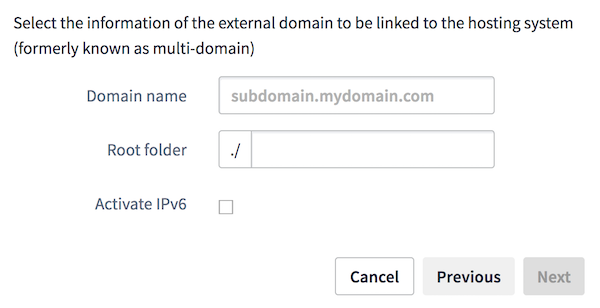 Select the information of the external domain to be linked to the hosting system
(formerly known as multi-domain)
Domain name subdomain.mydomain.com
Root folder ./
Activate IPv6
Cancel Previous Next